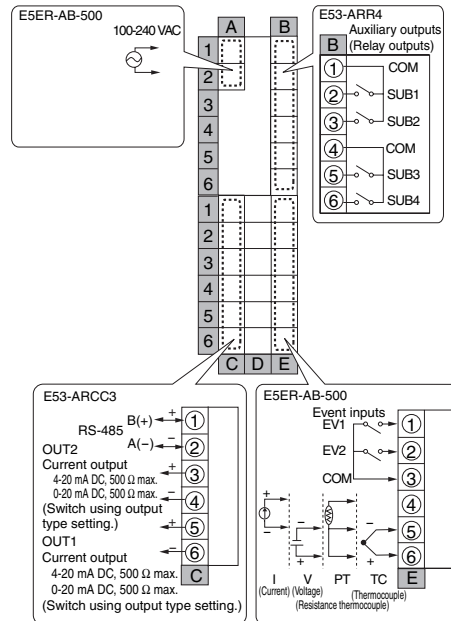 E5ER-AB-500
100-240 VAC
A
B
1
2
3
4
5
6
1
2
3
4
5
6
C D E
E53-ARR4
Auxiliary outputs
(Relay outputs)
B
1 COM
2 SUB1
3 SUB2
4 COM
5 SUB3
6 SUB4
E53-ARCC3
RS-485
B(+) + 1
A(−) − 2
OUT2
Current output
4-20 mA DC, 500 Ω max.
0-20 mA DC, 500 Ω max.
(Switch using output
type setting.)
+ 3
− 4
OUT1
Current output
4-20 mA DC, 500 Ω max.
0-20 mA DC, 500 Ω max.
(Switch using output type setting.)
+ 5
− 6
C
E5ER-AB-500
Event inputs
EV1 1
EV2 2
COM 3
4
5
6
E
+
−
−
+
−
+
I V PT TC
(Current) (Voltage) (Thermocouple)
(Resistance thermocouple)